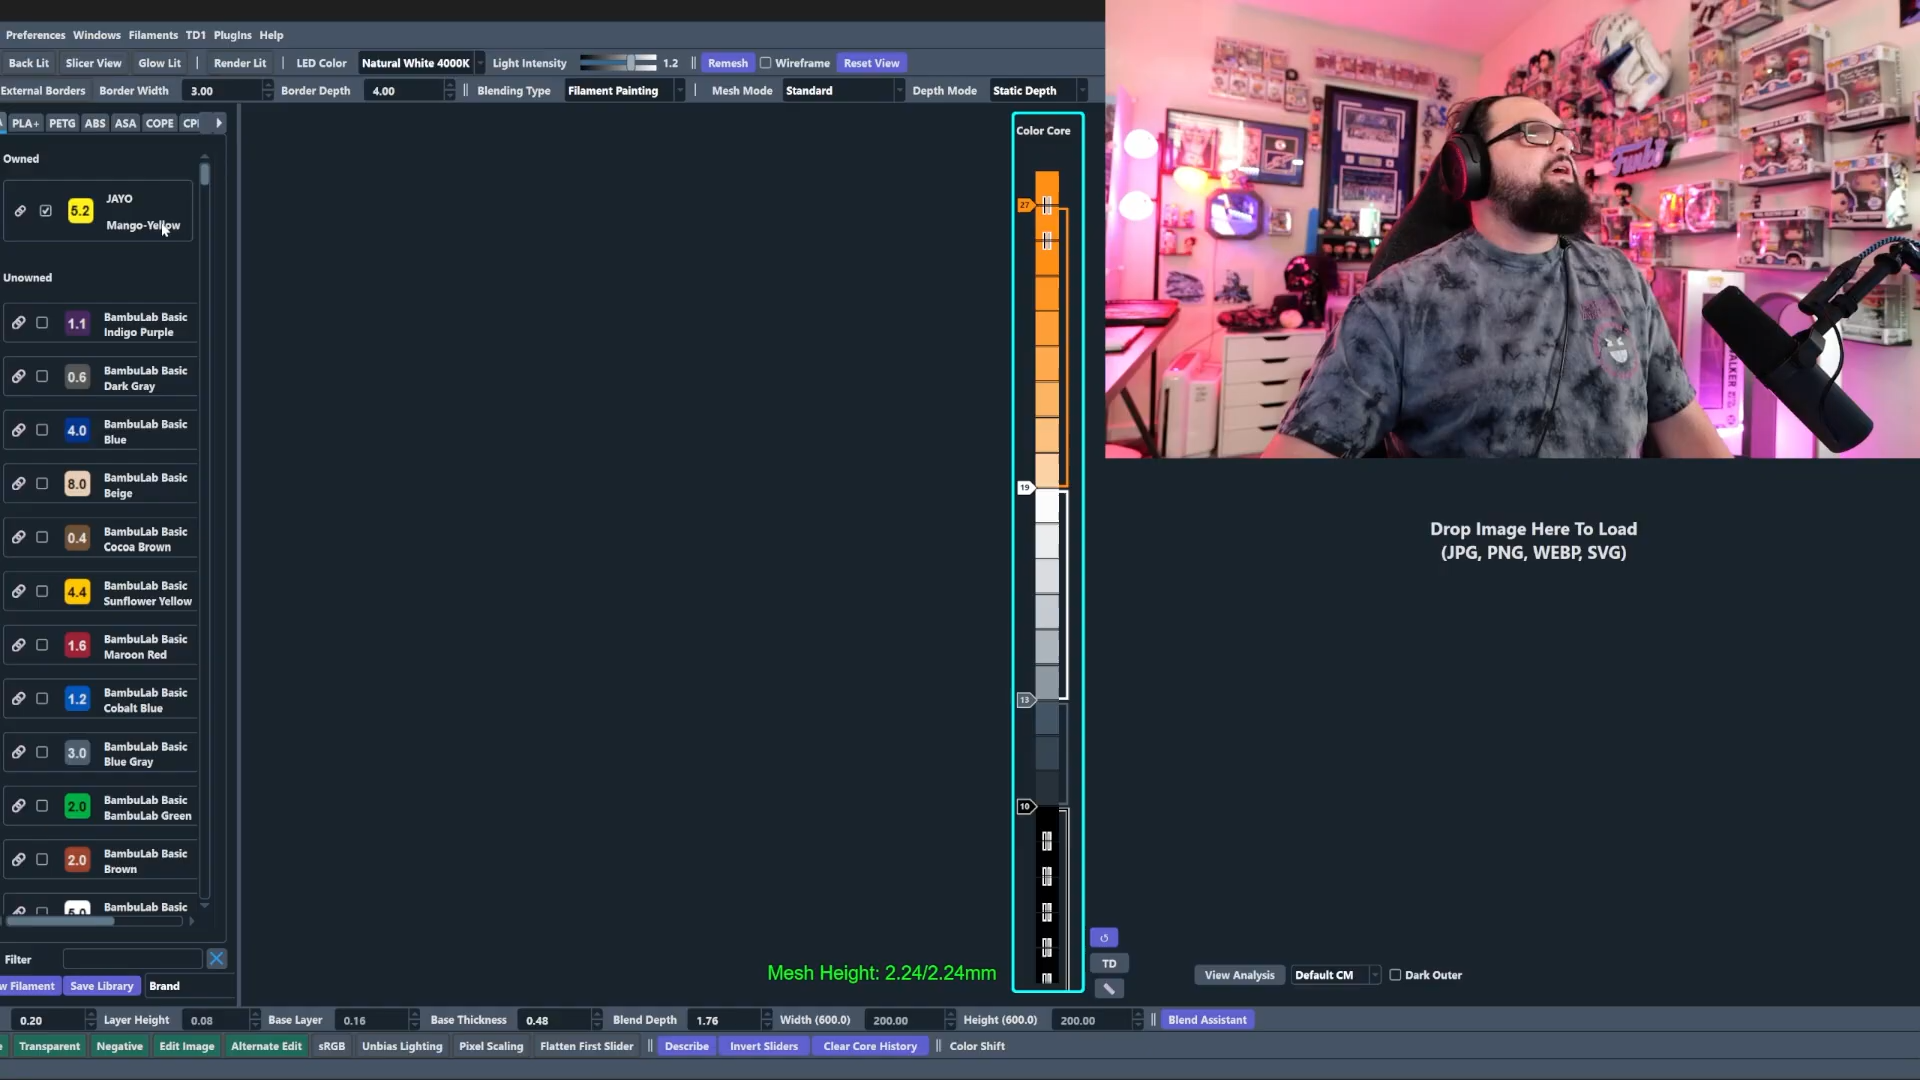 Preferences Windows Filaments TD1 PlugIns Help
Back Lit Slicer View Glow Lit | Render Lit | LED Color Natural White 4000K Light Intensity 1.2 || Remesh Wireframe Reset View
External Borders Border Width 3.00 Border Depth 4.00 || Blending Type Filament Painting | Mesh Mode Standard Depth Mode Static Depth
PLA+ PETG ABS ASA COPE
Owned
5.2 JAYO
Mango-Yellow
Unowned
1.1 BambuLab Basic
Indigo Purple
0.6 BambuLab Basic
Dark Gray
4.0 BambuLab Basic
Blue
8.0 BambuLab Basic
Beige
0.4 BambuLab Basic
Cocoa Brown
4.4 BambuLab Basic
Sunflower Yellow
1.6 BambuLab Basic
Maroon Red
1.2 BambuLab Basic
Cobalt Blue
3.0 BambuLab Basic
Blue Gray
2.0 BambuLab Basic
BambuLab Green
2.0 BambuLab Basic
Brown
5.0 BambuLab Basic
Filter
w Filament Save Library Brand
Color Core
27
19
13
10
Mesh Height: 2.24/2.24mm
TD
Funko
WALKER
Drop Image Here To Load
(JPG, PNG, WEBP, SVG)
View Analysis Default CM Dark Outer
0.20 Layer Height 0.08 Base Layer 0.16 Base Thickness 0.48 Blend Depth 1.76 Width (600.0) 200.00 Height (600.0) 200.00 || Blend Assistant
Transparent Negative Edit Image Alternate Edit sRGB Unbias Lighting Pixel Scaling Flatten First Slider || Describe Invert Sliders Clear Core History || Color Shift